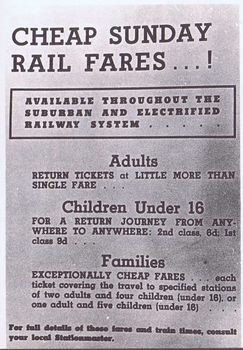 CHEAP SUNDAY
RAIL FARES . . . !
AVAILABLE THROUGHOUT THE
SUBURBAN AND ELECTRIFIED
RAILWAY SYSTEM . . . . .
Adults
RETURN TICKETS at LITTLE MORE THAN
SINGLE FARE . . .
Children Under 16
FOR A RETURN JOURNEY FROM ANY-
WHERE TO ANYWHERE: 2nd class, 6d; 1st
class 9d . . .
Families
EXCEPTIONALLY CHEAP FARES . . . each
ticket covering the travel to specified stations
of two adults and four children (under 16), or
one adult and five children (under 16) . . .
For full details of these fares and train times, consult
your local Stationmaster.